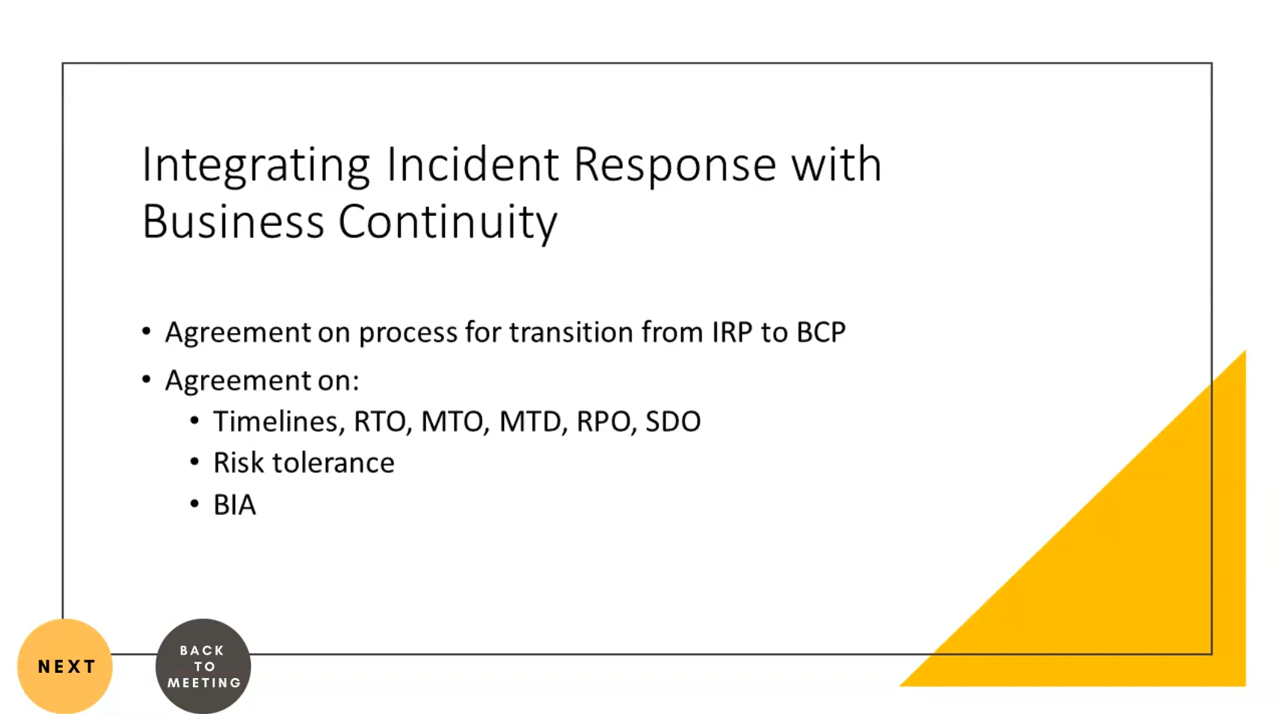 Integrating Incident Response with
Business Continuity
• Agreement on process for transition from IRP to BCP
• Agreement on:
• Timelines, RTO, MTO, MTD, RPO, SDO
• Risk tolerance
• BIA
NEXT
BACK
TO
MEETING